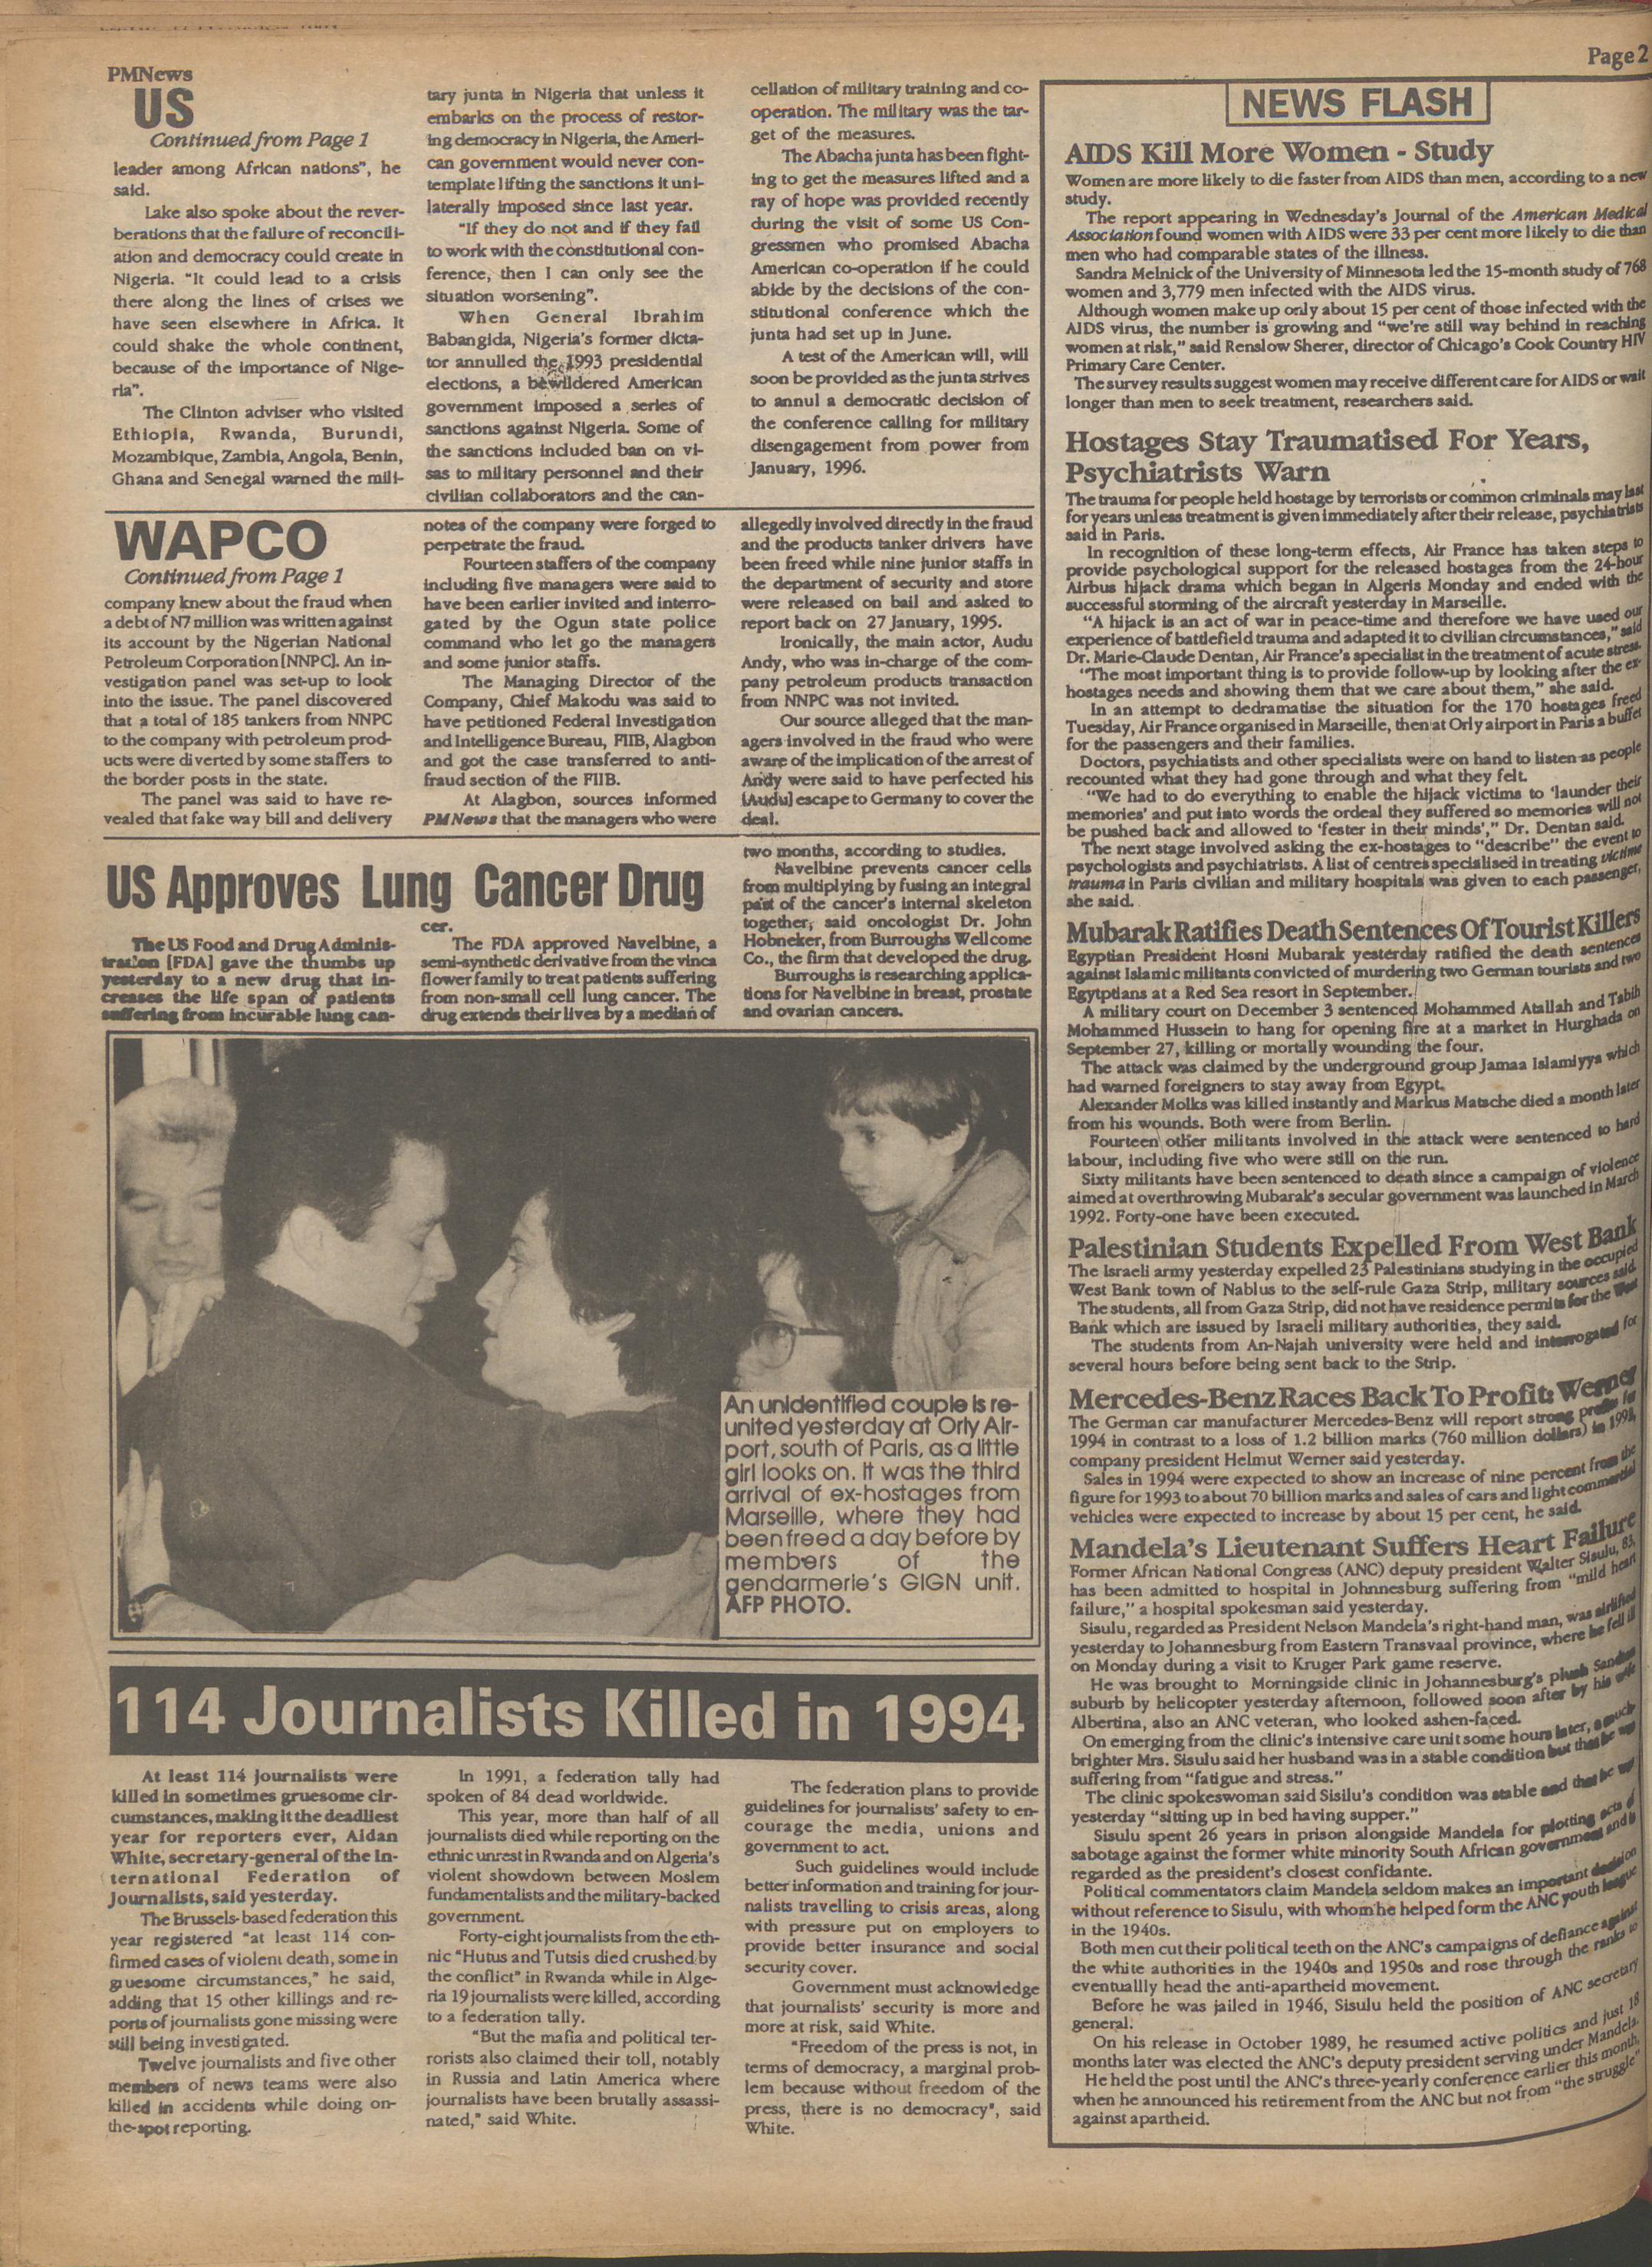 PMNews
Page 2
US
Continued from Page 1
leader among African nations", he
said.
Lake also spoke about the rever-
berations that the failure of reconcili-
ation and democracy could create in
Nigeria. "It could lead to a crisis
there along the lines of crises we
have seen elsewhere in Africa. It
could shake the whole continent,
because of the importance of Nige-
ria".
The Clinton adviser who visited
Ethiopia, Rwanda, Burundi,
Mozambique, Zambia, Angola, Benin,
Ghana and Senegal warned the mili-
tary junta in Nigeria that unless it
embarks on the process of restor-
ing democracy in Nigeria, the Ameri-
can government would never con-
template lifting the sanctions it uni-
laterally imposed since last year.
"If they do not and if they fail
to work with the constitutional con-
ference, then I can only see the
situation worsening".
When General Ibrahim
Babangida, Nigeria's former dicta-
tor annulled the 1993 presidential
elections, a bewildered American
government imposed a series of
sanctions against Nigeria. Some of
the sanctions included ban on vi-
sas to military personnel and their
civilian collaborators and the can-
cellation of military training and co-
operation. The military was the tar-
get of the measures.
The Abacha junta has been fight-
ing to get the measures lifted and a
ray of hope was provided recently
during the visit of some US Con-
gressmen who promised Abacha
American co-operation if he could
abide by the decisions of the con-
stitutional conference which the
junta had set up in June.
A test of the American will, will
soon be provided as the junta strives
to annul a democratic decision of
the conference calling for military
disengagement from power from
January, 1996.
WAPCO
Continued from Page 1
company knew about the fraud when
a debt of N7 million was written against
its account by the Nigerian National
Petroleum Corporation [NNPC]. An in-
vestigation panel was set-up to look
into the issue. The panel discovered
that a total of 185 tankers from NNPC
to the company with petroleum prod-
ucts were diverted by some staffers to
the border posts in the state.
The panel was said to have re-
vealed that fake way bill and delivery
notes of the company were forged to
perpetrate the fraud.
Fourteen staffers of the company
including five managers were said to
have been earlier invited and interro-
gated by the Ogun state police
command who let go the managers
and some junior staffs.
The Managing Director of the
Company, Chief Makodu was said to
have petitioned Federal Investigation
and Intelligence Bureau, FIIB, Alagbon
and got the case transferred to anti-
fraud section of the FIIB.
At Alagbon, sources informed
PMNews that the managers who were
allegedly involved directly in the fraud
and the products tanker drivers have
been freed while nine junior staffs in
the department of security and store
were released on bail and asked to
report back on 27 January, 1995.
Ironically, the main actor, Audu
Andy, who was in-charge of the com-
pany petroleum products transaction
from NNPC was not invited.
Our source alleged that the man-
agers involved in the fraud who were
aware of the implication of the arrest of
Andy were said to have perfected his
[Audu] escape to Germany to cover the
deal.
US Approves Lung Cancer Drug
The US Food and Drug Adminis-
tration [FDA] gave the thumbs up
yesterday to a new drug that in-
creases the life span of patients
suffering from incurable lung can-
cer.
The FDA approved Navelbine, a
semi-synthetic derivative from the vinca
flower family to treat patients suffering
from non-small cell lung cancer. The
drug extends their lives by a median of
two months, according to studies.
Navelbine prevents cancer cells
from multiplying by fusing an integral
part of the cancer's internal skeleton
together, said oncologist Dr. John
Hobneker, from Burroughs Wellcome
Co., the firm that developed the drug.
Burroughs is researching applica-
tions for Navelbine in breast, prostate
and ovarian cancers.
An unidentified couple is re-
united yesterday at Orly Air-
port, south of Paris, as a little
girl looks on. It was the third
arrival of ex-hostages from
Marseille, where they had
been freed a day before by
members of the
gendarmerie's GIGN unit.
AFP PHOTO.
114 Journalists Killed in 1994
At least 114 journalists were
killed in sometimes gruesome cir-
cumstances, making it the deadliest
year for reporters ever, Aidan
White, secretary-general of the In-
ternational Federation of
Journalists, said yesterday.
The Brussels-based federation this
year registered "at least 114 con-
firmed cases of violent death, some in
gruesome circumstances," he said,
adding that 15 other killings and re-
ports of journalists gone missing were
still being investigated.
Twelve journalists and five other
members of news teams were also
killed in accidents while doing on-
the-spot reporting.
In 1991, a federation tally had
spoken of 84 dead worldwide.
This year, more than half of all
journalists died while reporting on the
ethnic unrest in Rwanda and on Algeria's
violent showdown between Moslem
fundamentalists and the military-backed
government.
Forty-eight journalists from the eth-
nic "Hutus and Tutsis died crushed by
the conflict" in Rwanda while in Alge-
ria 19 journalists were killed, according
to a federation tally.
"But the mafia and political ter-
rorists also claimed their toll, notably
in Russia and Latin America where
journalists have been brutally assassi-
nated," said White.
The federation plans to provide
guidelines for journalists' safety to en-
courage the media, unions and
government to act.
Such guidelines would include
better information and training for jour-
nalists travelling to crisis areas, along
with pressure put on employers to
provide better insurance and social
security cover.
Government must acknowledge
that journalists' security is more and
more at risk, said White.
"Freedom of the press is not, in
terms of democracy, a marginal prob-
lem because without freedom of the
press, there is no democracy", said
White.
NEWS FLASH
AIDS Kill More Women - Study
Women are more likely to die faster from AIDS than men, according to a new
study.
The report appearing in Wednesday's Journal of the American Medical
Association found women with AIDS were 33 per cent more likely to die than
men who had comparable states of the illness.
Sandra Melnick of the University of Minnesota led the 15-month study of 768
women and 3,779 men infected with the AIDS virus.
Although women make up only about 15 per cent of those infected with the
AIDS virus, the number is growing and "we're still way behind in reaching
women at risk," said Renslow Sherer, director of Chicago's Cook Country HIV
Primary Care Center.
The survey results suggest women may receive different care for AIDS or wait
longer than men to seek treatment, researchers said.
Hostages Stay Traumatised For Years,
Psychiatrists Warn
The trauma for people held hostage by terrorists or common criminals may last
for years unless treatment is given immediately after their release, psychiatrists
said in Paris.
In recognition of these long-term effects, Air France has taken steps to
provide psychological support for the released hostages from the 24-hour
Airbus hijack drama which began in Algeris Monday and ended with the
successful storming of the aircraft yesterday in Marseille.
"A hijack is an act of war in peace-time and therefore we have used our
experience of battlefield trauma and adapted it to civilian circumstances," said
Dr. Marie-Claude Dentan, Air France's specialist in the treatment of acute stress.
"The most important thing is to provide follow-up by looking after the ex-
hostages needs and showing them that we care about them," she said.
In an attempt to dedramatise the situation for the 170 hostages freed
Tuesday, Air France organised in Marseille, then at Orly airport in Paris a buffet
for the passengers and their families.
Doctors, psychiatists and other specialists were on hand to listen as people
recounted what they had gone through and what they felt.
"We had to do everything to enable the hijack victims to 'launder their
memories' and put into words the ordeal they suffered so memories will not
be pushed back and allowed to 'fester in their minds'," Dr. Dentan said.
The next stage involved asking the ex-hostages to "describe" the event to
psychologists and psychiatrists. A list of centres specialised in treating victime
trauma in Paris civilian and military hospitals was given to each passenger,
she said.
Mubarak Ratifies Death Sentences Of Tourist Killers
Egyptian President Hosni Mubarak yesterday ratified the death sentences
against Islamic militants convicted of murdering two German tourists and two
Egytptians at a Red Sea resort in September.
A military court on December 3 sentenced Mohammed Atallah and Tabih
Mohammed Hussein to hang for opening fire at a market in Hurghada on
September 27, killing or mortally wounding the four.
The attack was claimed by the underground group Jamaa Islamiyya which
had warned foreigners to stay away from Egypt.
Alexander Molks was killed instantly and Markus Matsche died a month later
from his wounds. Both were from Berlin.
Fourteen other militants involved in the attack were sentenced to hard
labour, including five who were still on the run.
Sixty militants have been sentenced to death since a campaign of violence
aimed at overthrowing Mubarak's secular government was launched in March
1992. Forty-one have been executed.
Palestinian Students Expelled From West Bank
The Israeli army yesterday expelled 23 Palestinians studying in the occupied
West Bank town of Nablus to the self-rule Gaza Strip, military sources said.
The students, all from Gaza Strip, did not have residence permits for the West
Bank which are issued by Israeli military authorities, they said.
The students from An-Najah university were held and interrogated for
several hours before being sent back to the Strip.
Mercedes-Benz Races Back To Profit: Werner
The German car manufacturer Mercedes-Benz will report strong profits for
1994 in contrast to a loss of 1.2 billion marks (760 million dollars) in 1993,
company president Helmut Werner said yesterday.
Sales in 1994 were expected to show an increase of nine percent from the
figure for 1993 to about 70 billion marks and sales of cars and light commertial
vehicles were expected to increase by about 15 per cent, he said.
Mandela's Lieutenant Suffers Heart Failure
Former African National Congress (ANC) deputy president Walter Sisulu, 83,
has been admitted to hospital in Johnnesburg suffering from "mild heart
failure," a hospital spokesman said yesterday.
Sisulu, regarded as President Nelson Mandela's right-hand man, was airlifted
yesterday to Johannesburg from Eastern Transvaal province, where he fell ill
on Monday during a visit to Kruger Park game reserve.
He was brought to Morningside clinic in Johannesburg's plush Sandton
suburb by helicopter yesterday afternoon, followed soon after by his wife
Albertina, also an ANC veteran, who looked ashen-faced.
On emerging from the clinic's intensive care unit some hours later, a much
brighter Mrs. Sisulu said her husband was in a stable condition but that he was
suffering from "fatigue and stress."
The clinic spokeswoman said Sisilu's condition was stable and that he was
yesterday "sitting up in bed having supper."
Sisulu spent 26 years in prison alongside Mandela for plotting acts of
sabotage against the former white minority South African government and is
regarded as the president's closest confidante.
Political commentators claim Mandela seldom makes an important decision
without reference to Sisulu, with whom he helped form the ANC youth league
in the 1940s.
Both men cut their political teeth on the ANC's campaigns of defiance against
the white authorities in the 1940s and 1950s and rose through the ranks to
eventuallly head the anti-apartheid movement.
Before he was jailed in 1946, Sisulu held the position of ANC secretary
general.
On his release in October 1989, he resumed active politics and just 18
months later was elected the ANC's deputy president serving under Mandela.
He held the post until the ANC's three-yearly conference earlier this month,
when he announced his retirement from the ANC but not from "the struggle"
against apartheid.